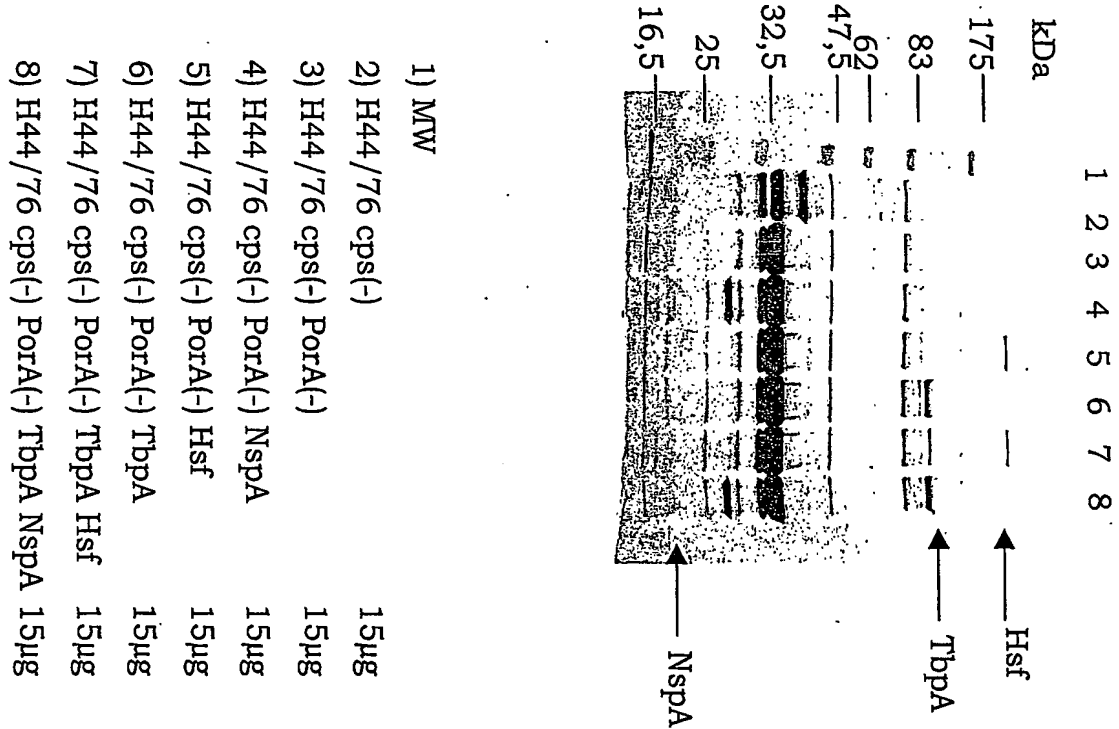 1 2 3 4 5 6 7 8
kDa
175
83
62
47,5
32,5
25
16,5
Hsf
TbpA
NspA
1) MW
2) H44/76 cps(-) 15µg
3) H44/76 cps(-) PorA(-) 15µg
4) H44/76 cps(-) PorA(-) NspA 15µg
5) H44/76 cps(-) PorA(-) Hsf 15µg
6) H44/76 cps(-) PorA(-) TbpA 15µg
7) H44/76 cps(-) PorA(-) TbpA Hsf 15µg
8) H44/76 cps(-) PorA(-) TbpA NspA 15µg